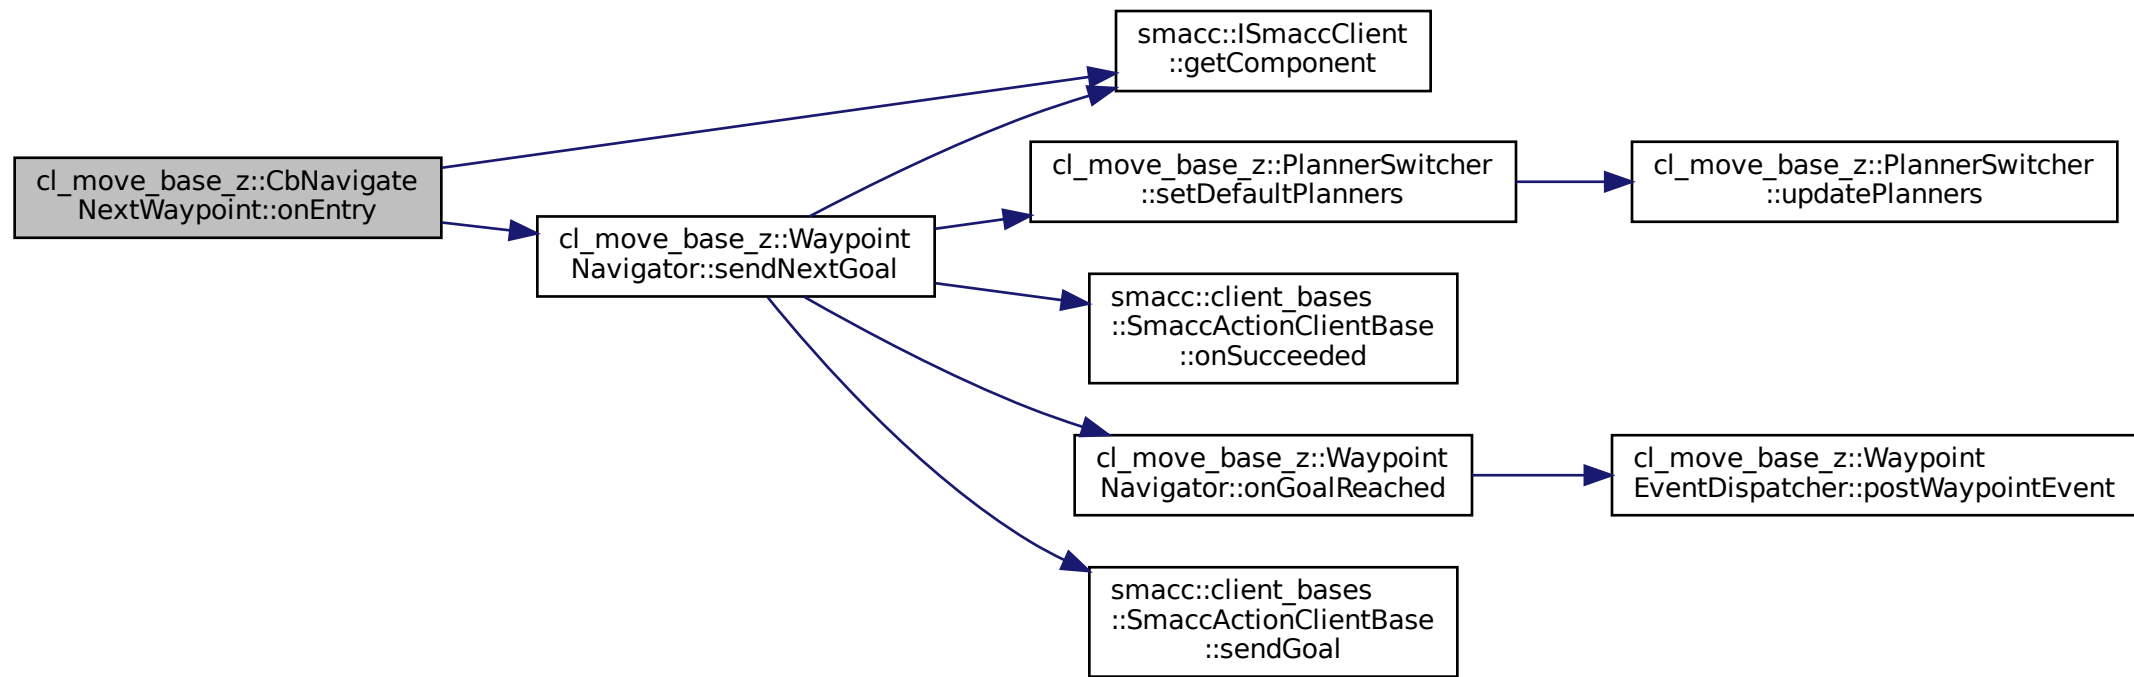 smacc::ISmaccClient
::getComponent
cl_move_base_z::CbNavigate
NextWaypoint::onEntry
cl_move_base_z::PlannerSwitcher
::setDefaultPlanners
cl_move_base_z::PlannerSwitcher
::updatePlanners
cl_move_base_z::Waypoint
Navigator::sendNextGoal
smacc::client_bases
::SmaccActionClientBase
::onSucceeded
cl_move_base_z::Waypoint
Navigator::onGoalReached
cl_move_base_z::Waypoint
EventDispatcher::postWaypointEvent
smacc::client_bases
::SmaccActionClientBase
::sendGoal